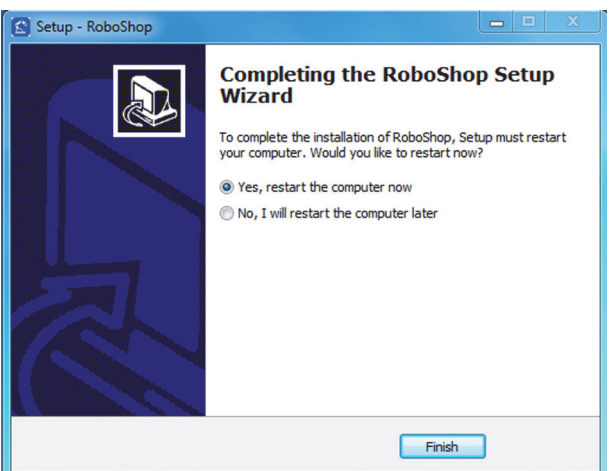 Setup - RoboShop
Completing the RoboShop Setup
Wizard
To complete the installation of RoboShop, Setup must restart
your computer. Would you like to restart now?
Yes, restart the computer now
No, I will restart the computer later
Finish